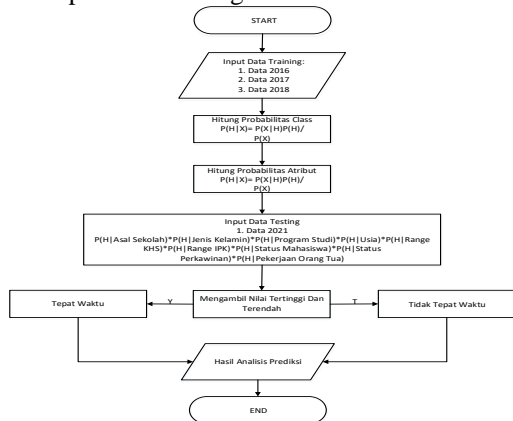 START
Input Data Training:
1. Data 2016
2. Data 2017
3. Data 2018
Hitung Probabilitas Class
P(H|X)= P(X|H)P(H)/
P(X)
Hitung Probabilitas Atribut
P(H|X)= P(X|H)P(H)/
P(X)
Input Data Testing
1. Data 2021
P(H|Asal Sekolah)*P(H|Jenis Kelamin)*P(H|Program Studi)*P(H|Usia)*P(H|Range
KHS)*P(H|Range IPK)*P(H|Status Mahasiswa)*P(H|Status
Perkawinan)*P(H|Pekerjaan Orang Tua)
Tepat Waktu
Y
Mengambil Nilai Tertinggi Dan
Terendah
T
Tidak Tepat Waktu
Hasil Analisis Prediksi
END